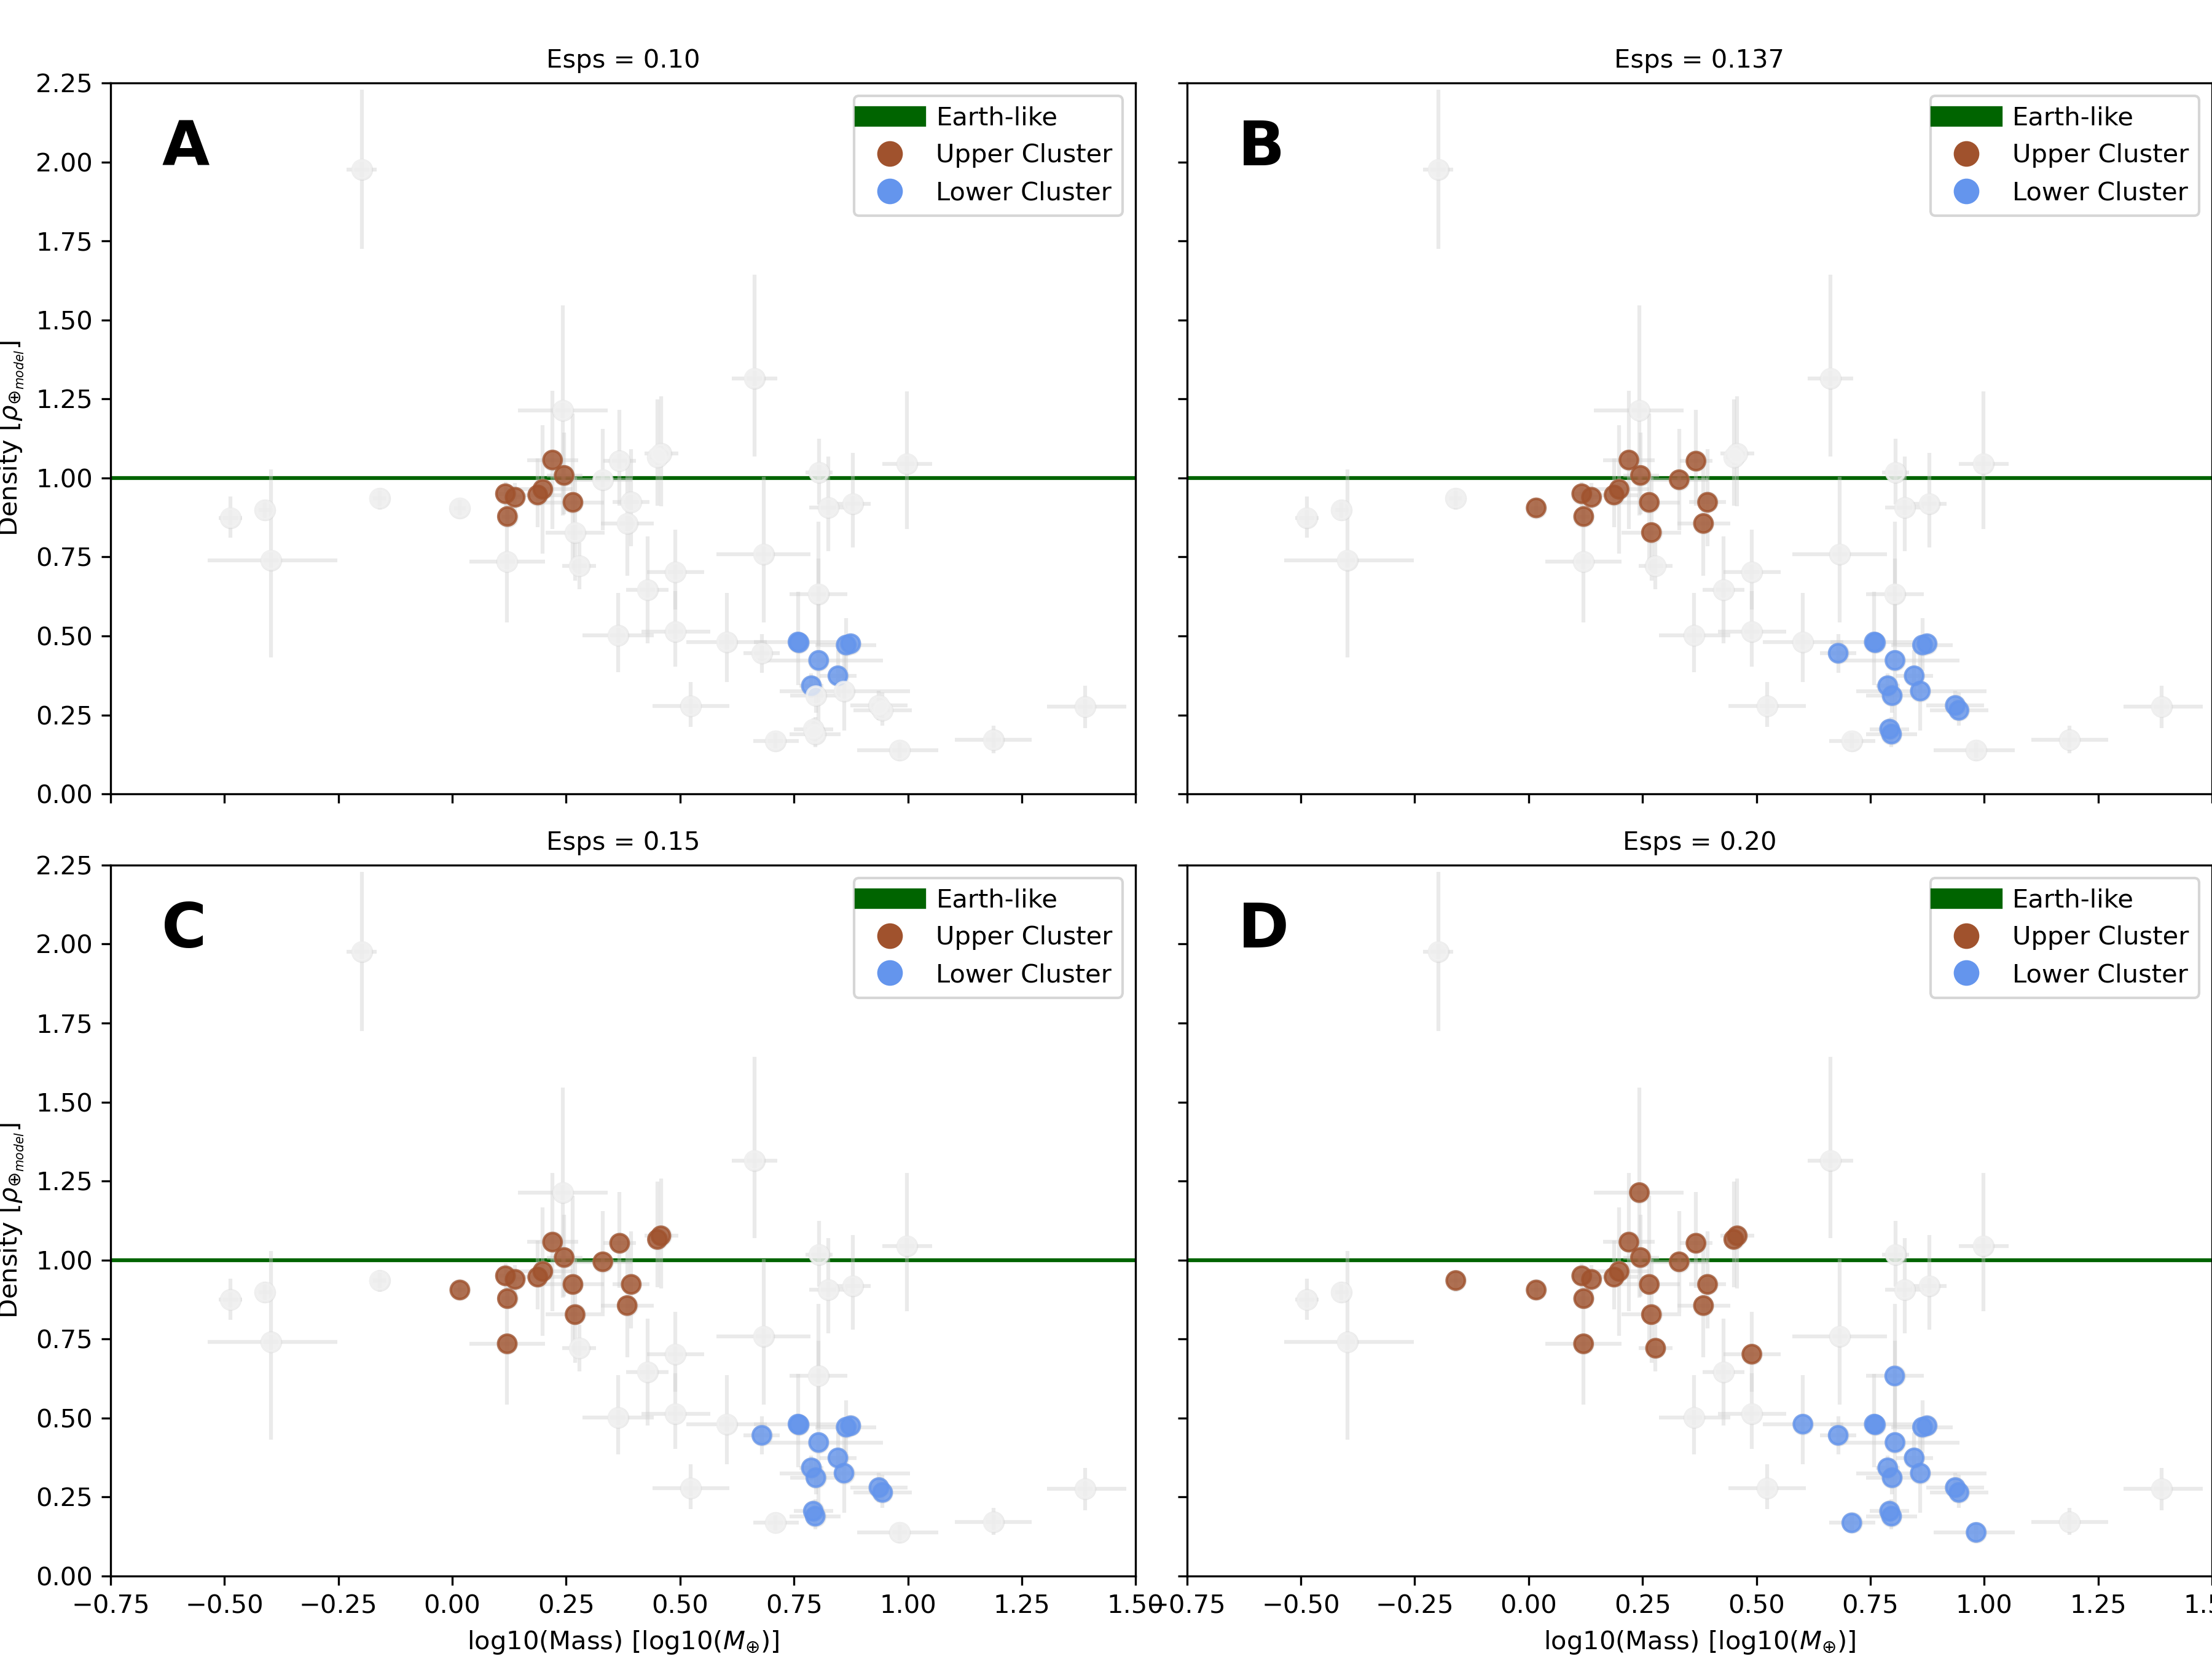 Esps = 0.10
A
Earth-like
Upper Cluster
Lower Cluster
2.25
2.00
1.75
1.50
1.25
1.00
0.75
0.50
0.25
0.00
Density [ρ⊕model]
Esps = 0.137
B
Earth-like
Upper Cluster
Lower Cluster
Esps = 0.15
C
Earth-like
Upper Cluster
Lower Cluster
2.25
2.00
1.75
1.50
1.25
1.00
0.75
0.50
0.25
0.00
Density [ρ⊕model]
−0.75 −0.50 −0.25 0.00 0.25 0.50 0.75 1.00 1.25 1.50
log10(Mass) [log10(M⊕)]
Esps = 0.20
D
Earth-like
Upper Cluster
Lower Cluster
−0.75 −0.50 −0.25 0.00 0.25 0.50 0.75 1.00 1.25
log10(Mass) [log10(M⊕)]